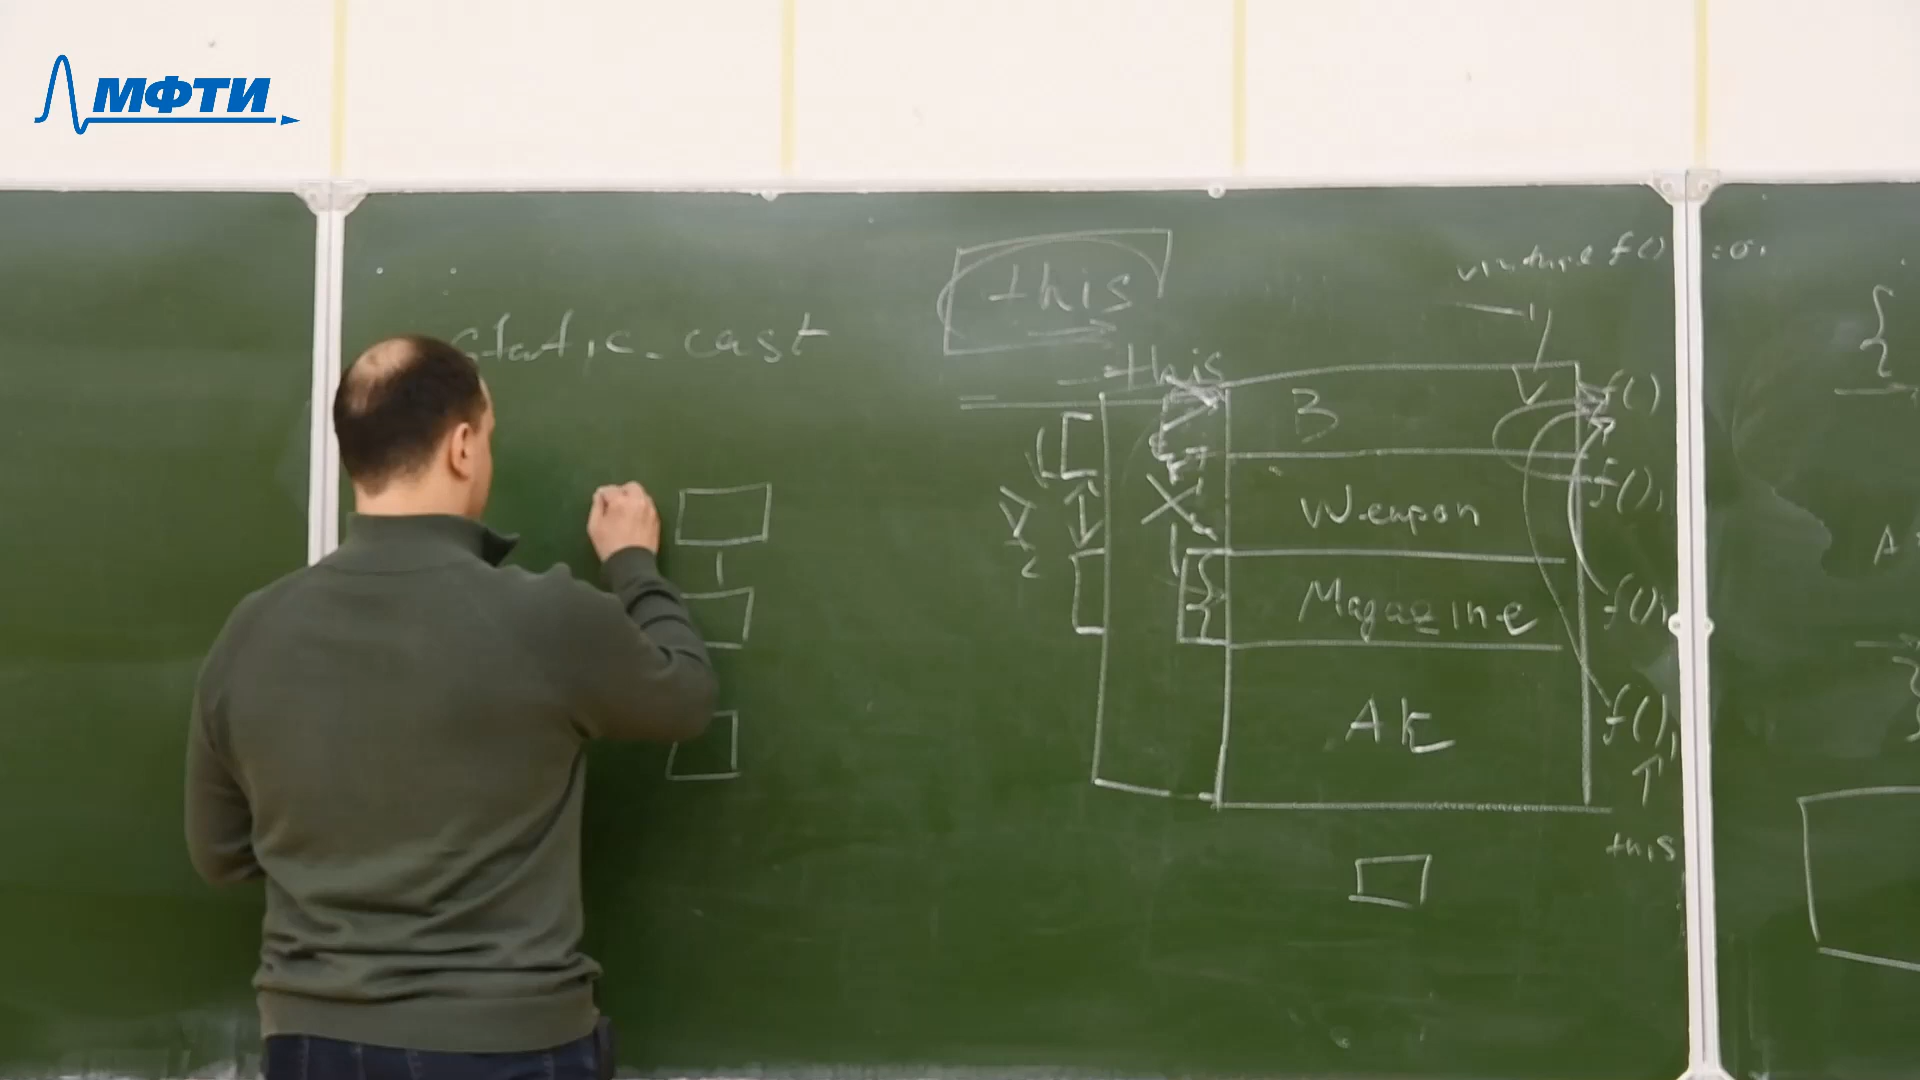 МФТИ
static_cast
this
this
virtual f() = 0;
B
f()
Weapon
f();
Magazine
f();
AK
f();
this